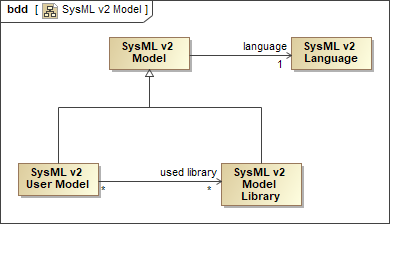 bdd [ SysML v2 Model ]
SysML v2
Model
language
1
SysML v2
Language
SysML v2
User Model
*
used library
*
SysML v2
Model
Library